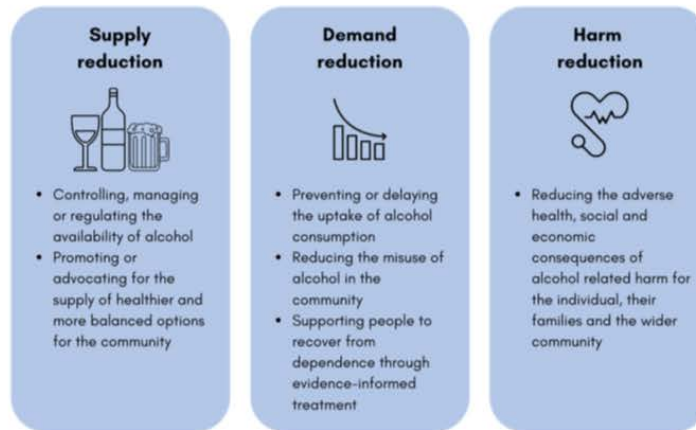 Supply
reduction
• Controlling, managing
or regulating the
availability of alcohol
• Promoting or
advocating for the
supply of healthier and
more balanced options
for the community
Demand
reduction
• Preventing or delaying
the uptake of alcohol
consumption
• Reducing the misuse of
alcohol in the
community
• Supporting people to
recover from
dependence through
evidence-informed
treatment
Harm
reduction
• Reducing the adverse
health, social and
economic
consequences of
alcohol related harm for
the individual, their
families and the wider
community